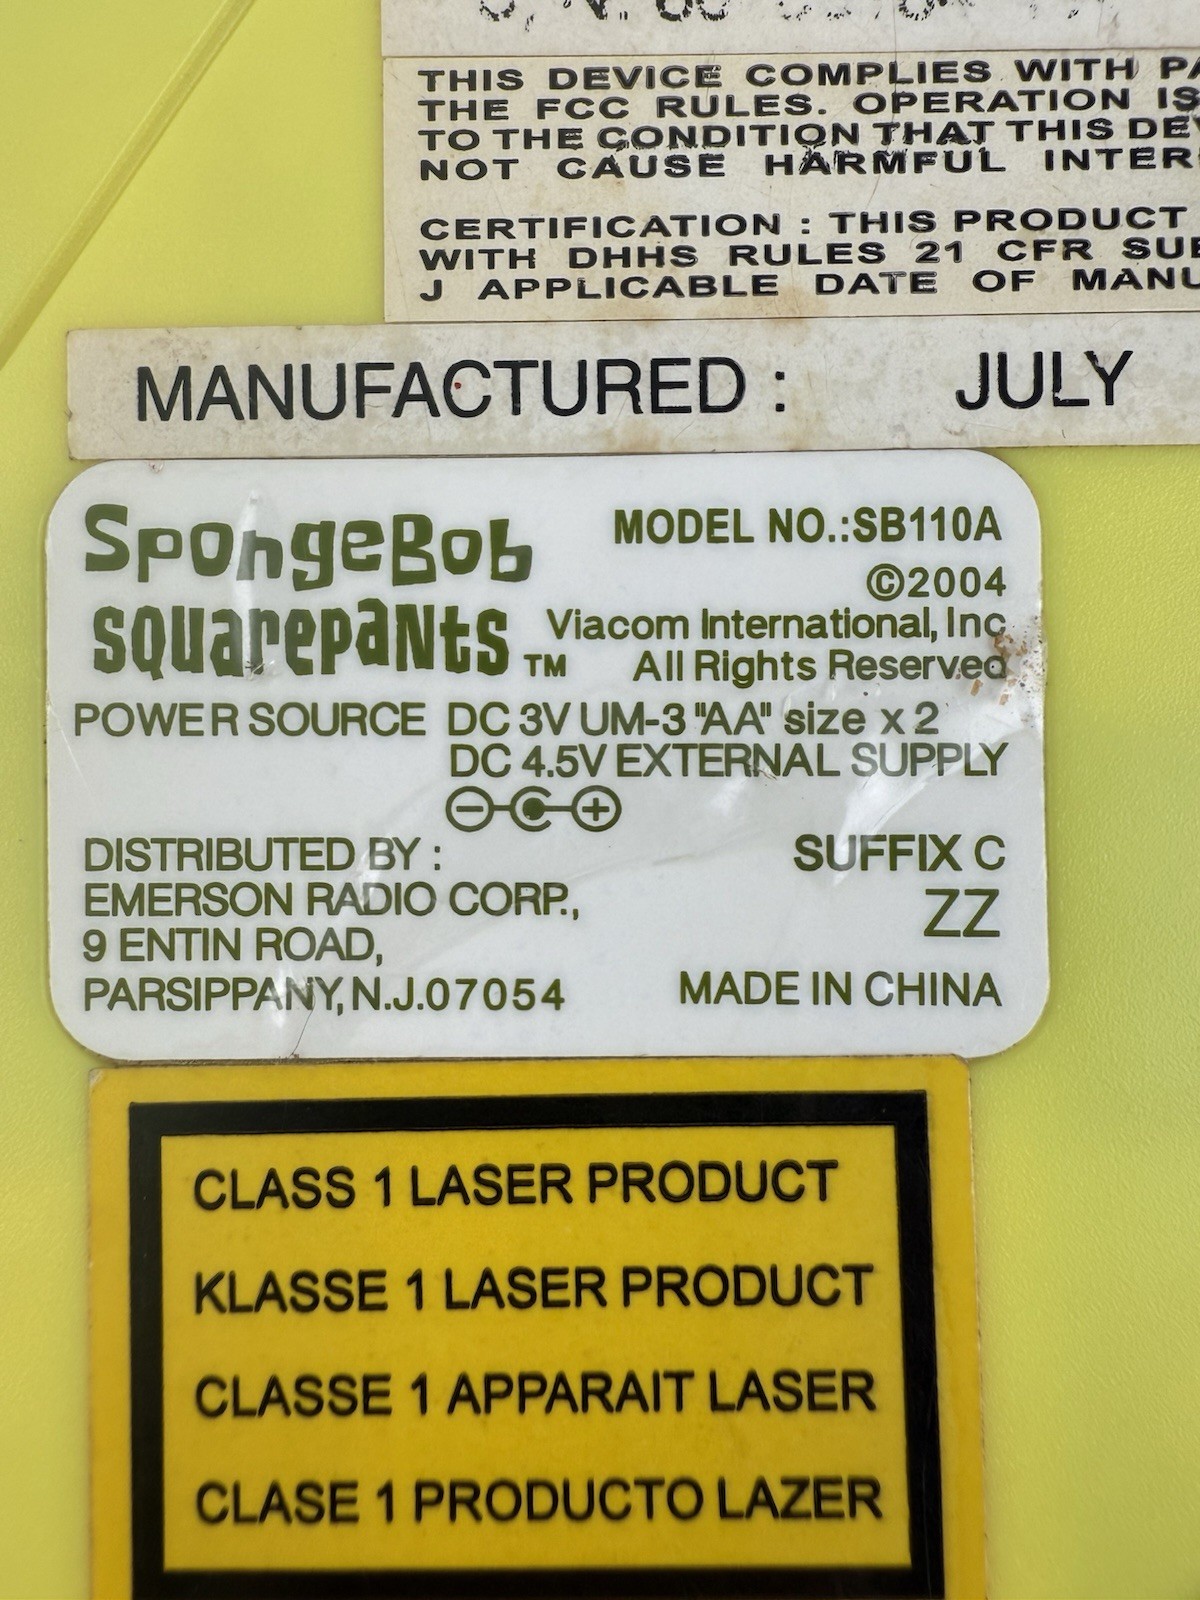 THIS DEVICE COMPLIES WITH
THE FCC RULES. OPERATION IS
TO THE CONDITION THAT THIS
NOT CAUSE HARMFUL
CERTIFICATION : THIS PRODUCT
WITH DHHS RULES 21 CFR
J APPLICABLE DATE OF
MANUFACTURED : JULY
SpongeBob MODEL NO.:SB110A
©2004
squarepants TM Viacom International, Inc
All Rights Reserved
POWER SOURCE DC 3V UM-3 "AA" size x 2
DC 4.5V EXTERNAL SUPPLY
DISTRIBUTED BY : SUFFIX C
EMERSON RADIO CORP., ZZ
9 ENTIN ROAD,
PARSIPPANY, N.J.07054 MADE IN CHINA
CLASS 1 LASER PRODUCT
KLASSE 1 LASER PRODUCT
CLASSE 1 APPARAIT LASER
CLASE 1 PRODUCTO LAZER